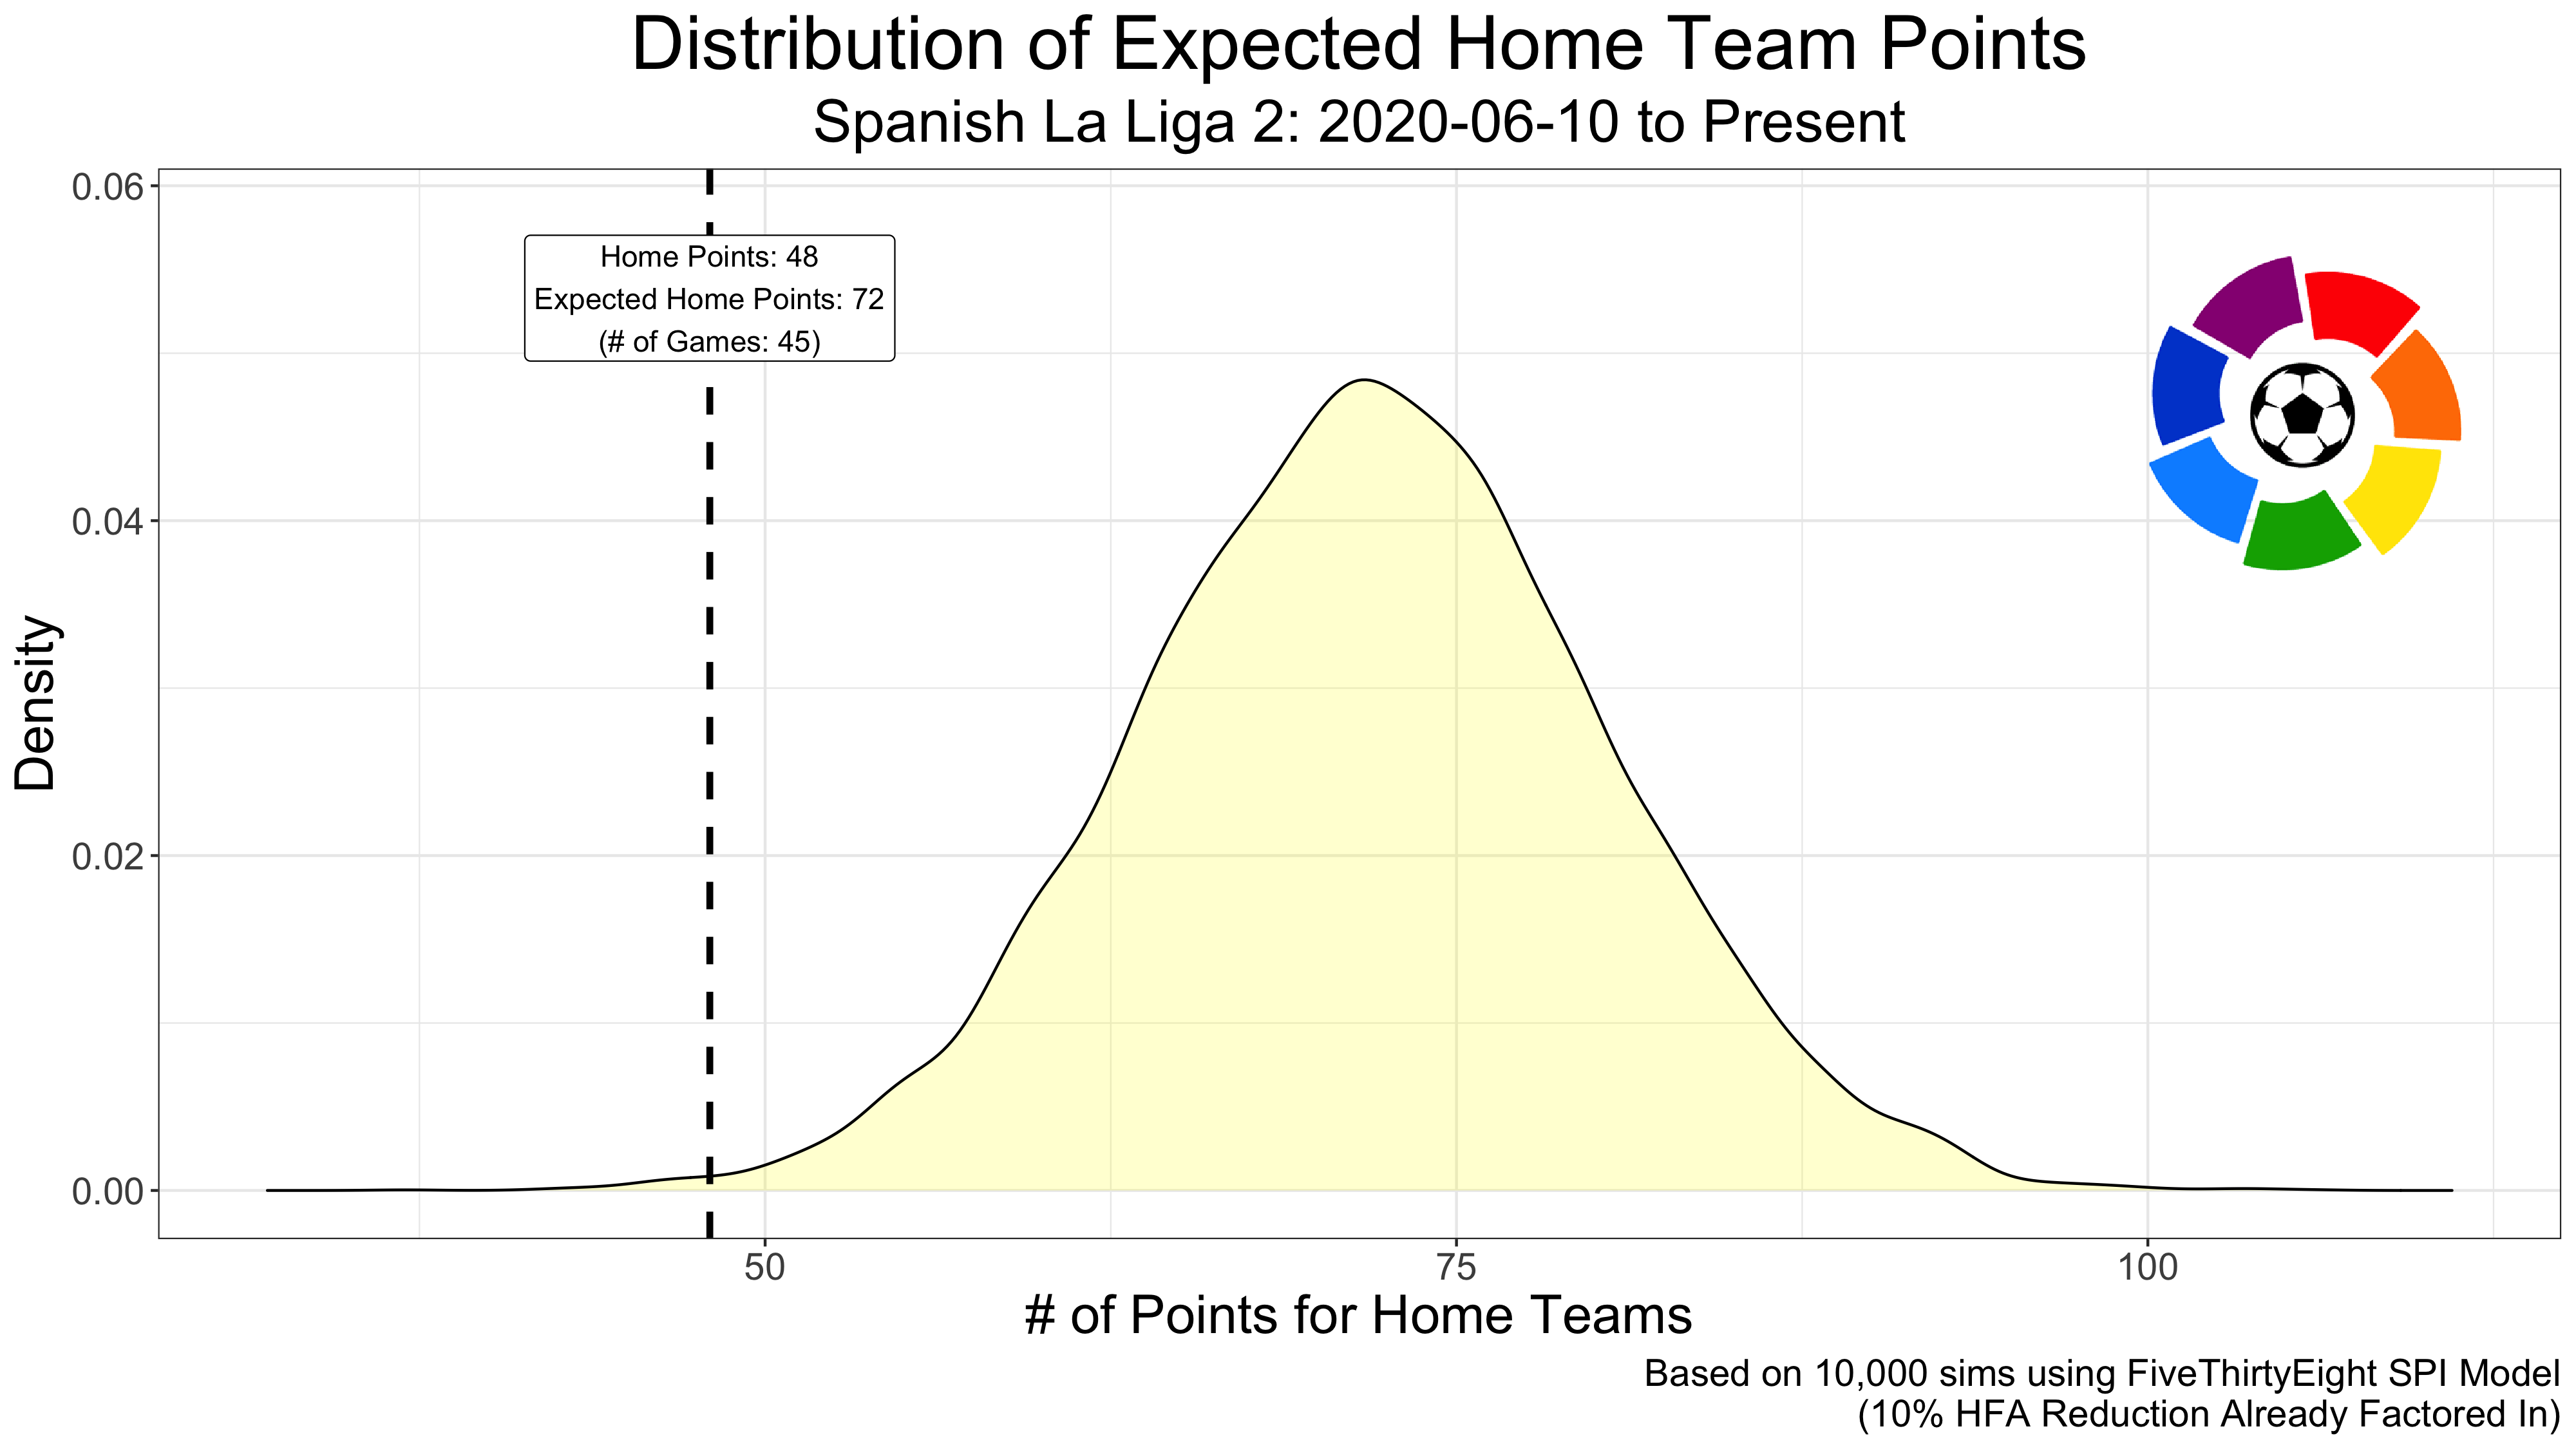 Distribution of Expected Home Team Points
Spanish La Liga 2: 2020-06-10 to Present
0.06
Home Points: 48
Expected Home Points: 72
(# of Games: 45)
0.04
Density
0.02
0.00
50 75 100
# of Points for Home Teams
Based on 10,000 sims using FiveThirtyEight SPI Model
(10% HFA Reduction Already Factored In)